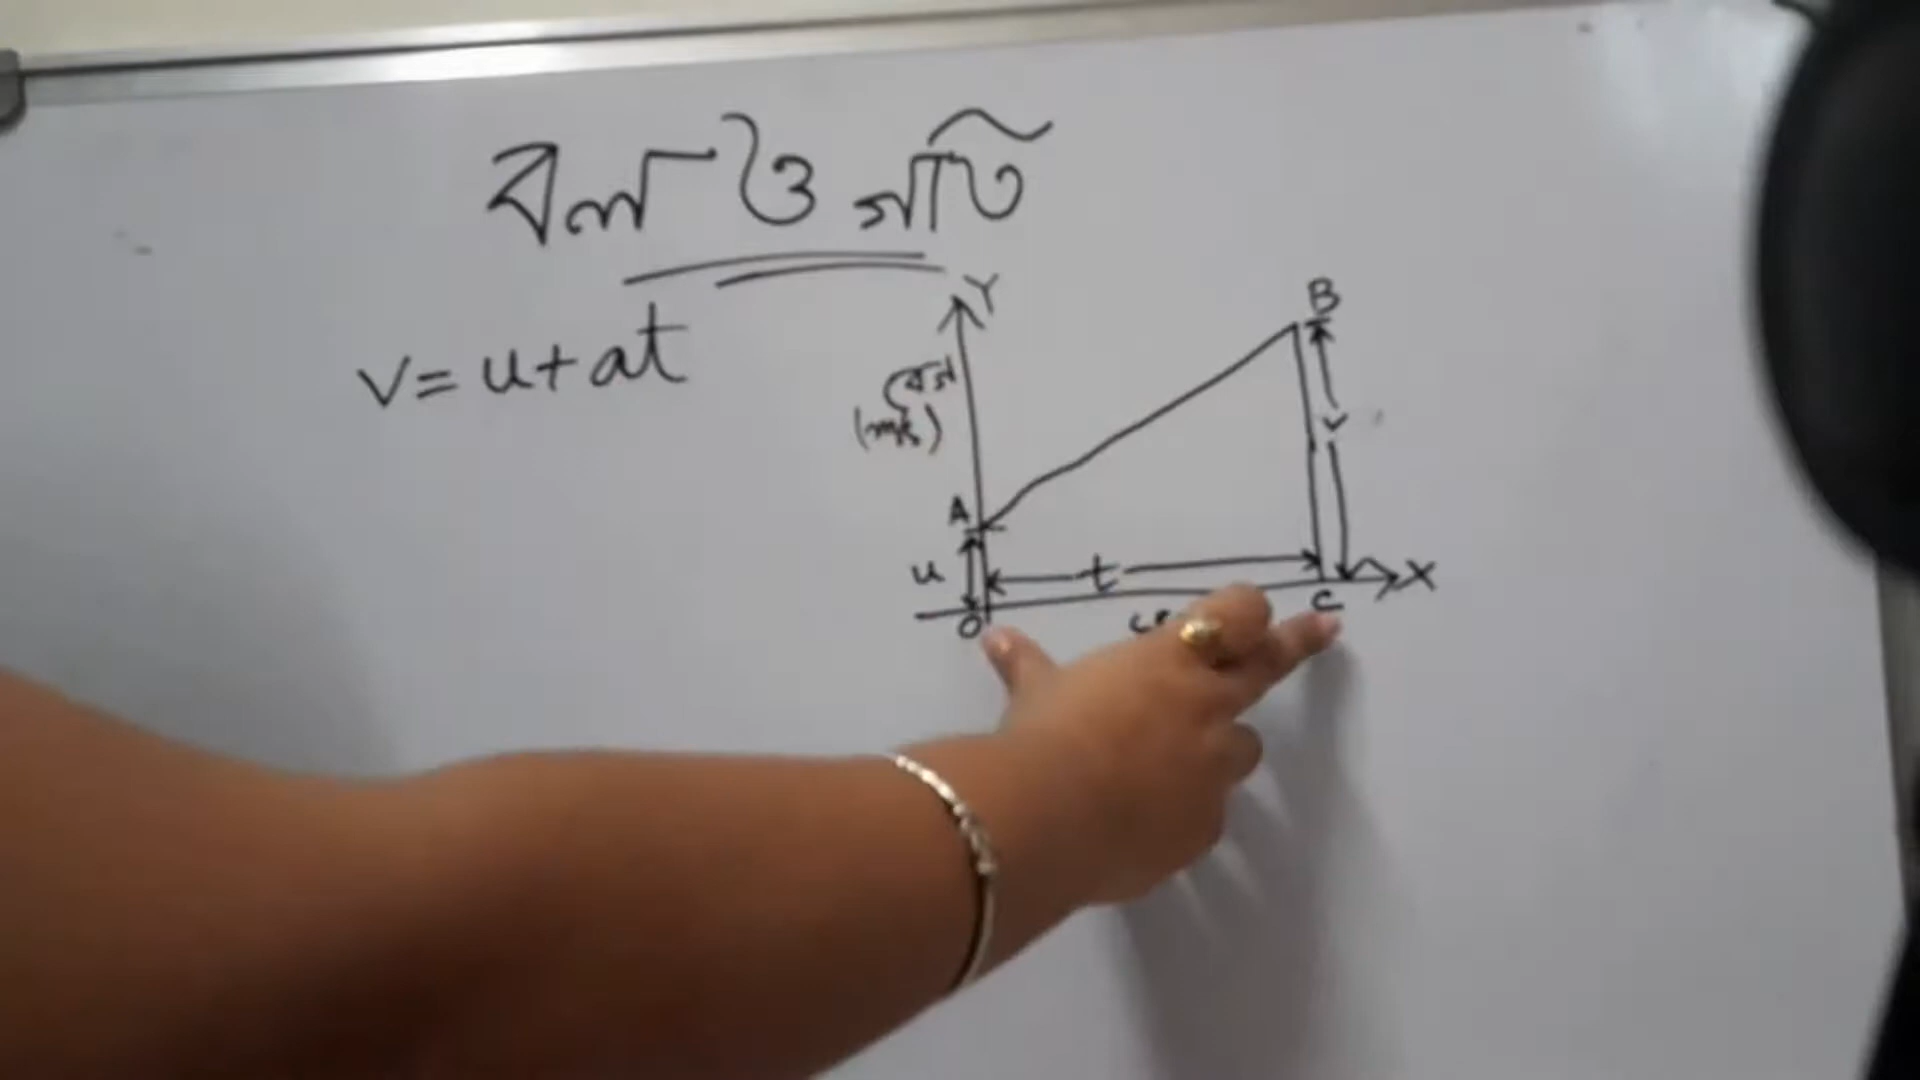 বল ও গতি
v = u + at
Y
B
বেগ
(m/s)
v
A
u
t
X
O
C